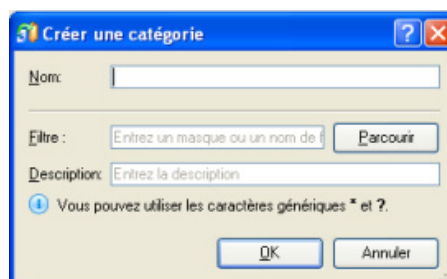 Créer une catégorie
Nom:
Filtre : Entrez un masque ou un nom de f Parcourir
Description: Entrez la description
Vous pouvez utiliser les caractères génériques * et ?.
OK Annuler